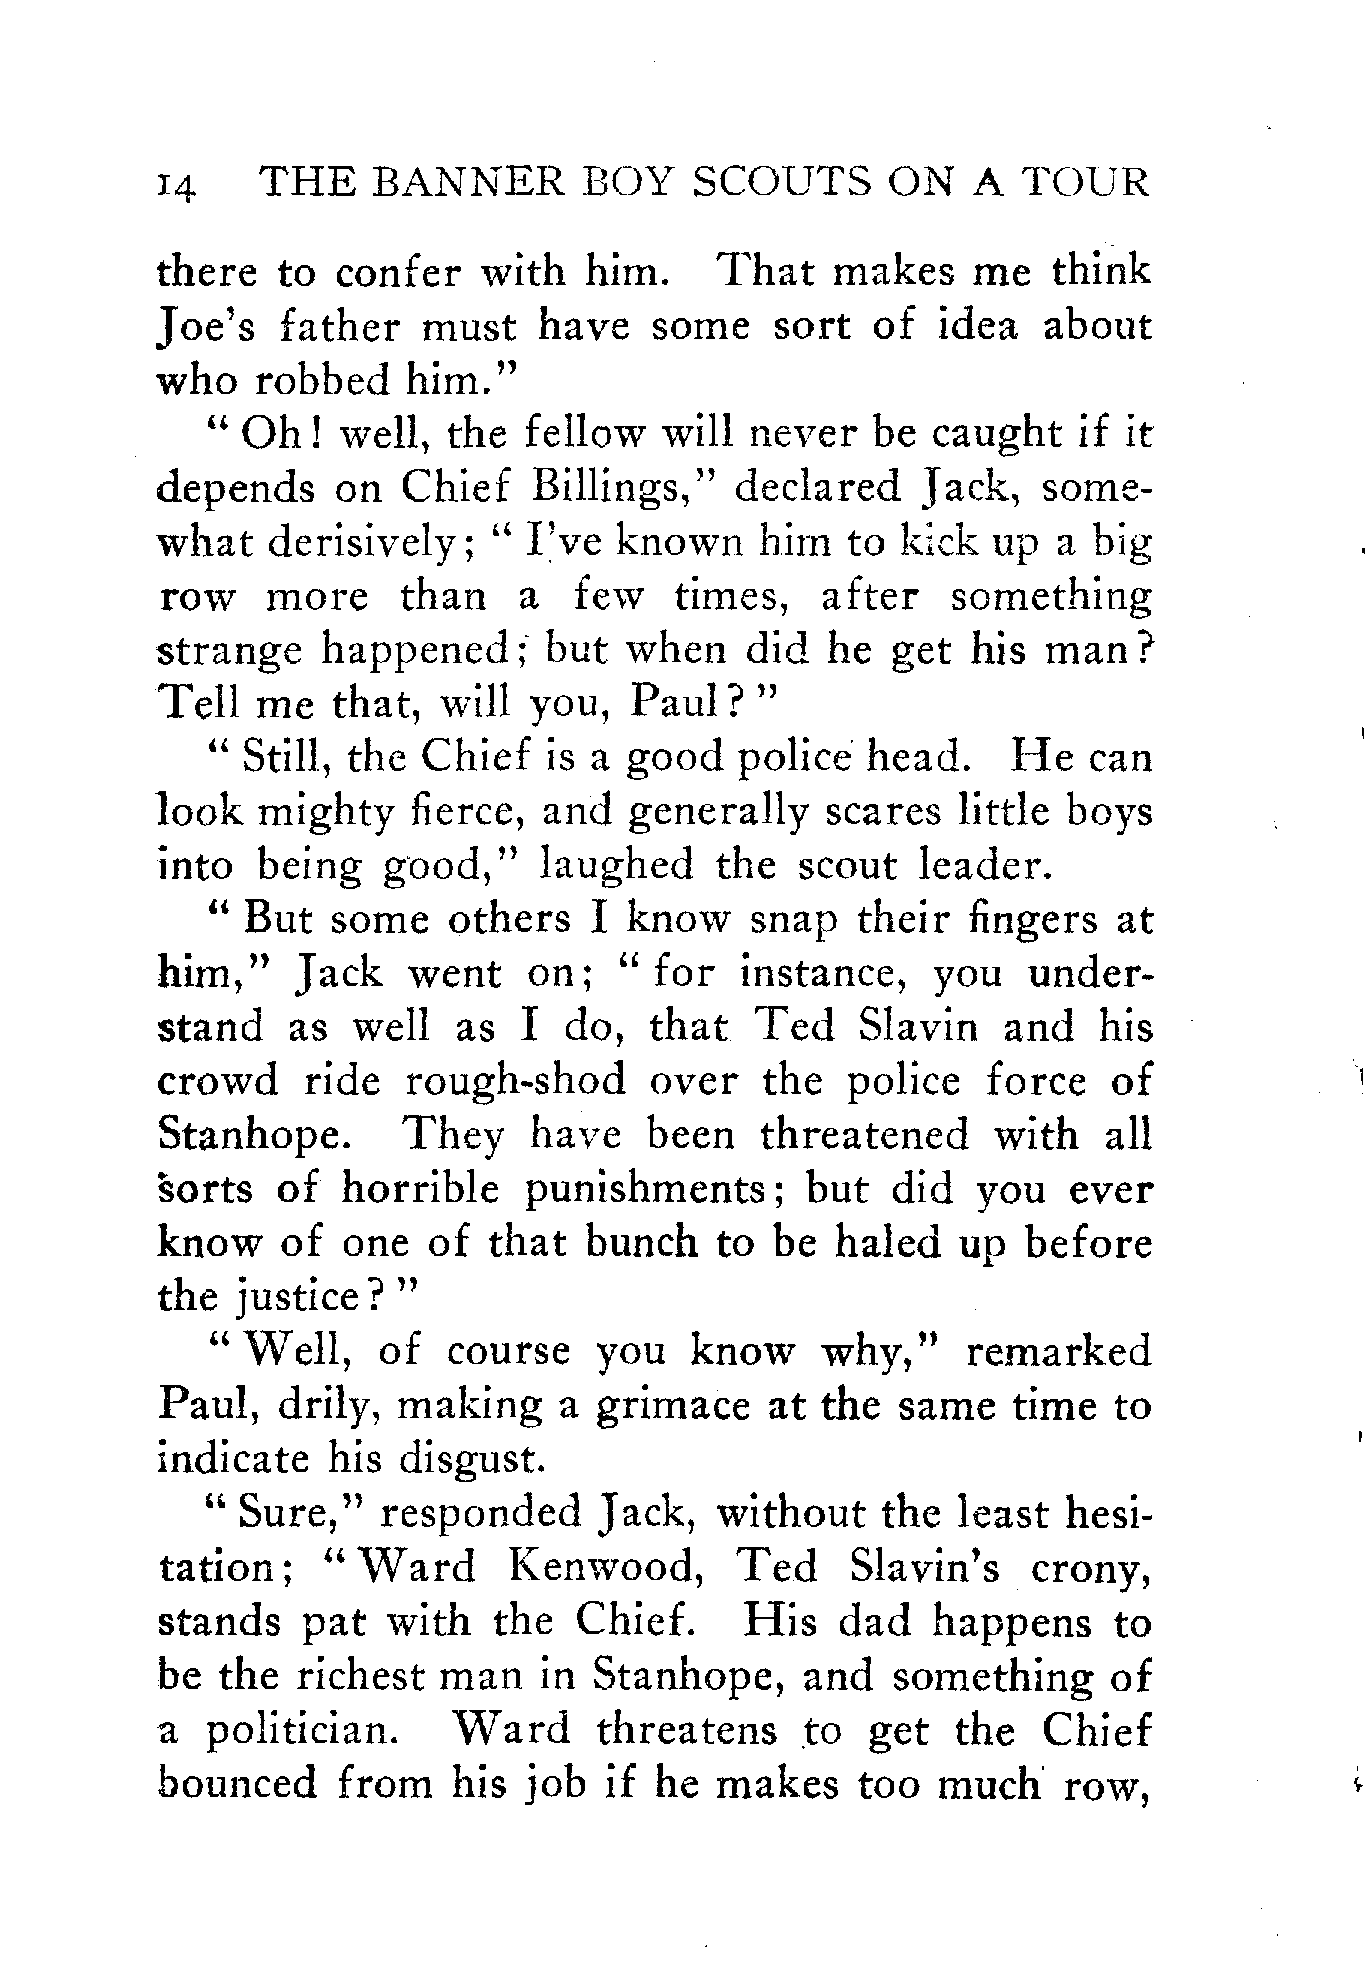 14 THE BANNER BOY SCOUTS ON A TOUR
there to confer with him. That makes me think
Joe's father must have some sort of idea about
who robbed him."
" Oh! well, the fellow will never be caught if it
depends on Chief Billings," declared Jack, some-
what derisively; " I've known him to kick up a big
row more than a few times, after something
strange happened; but when did he get his man?
Tell me that, will you, Paul? "
" Still, the Chief is a good police head. He can
look mighty fierce, and generally scares little boys
into being good," laughed the scout leader.
" But some others I know snap their fingers at
him," Jack went on; " for instance, you under-
stand as well as I do, that Ted Slavin and his
crowd ride rough-shod over the police force of
Stanhope. They have been threatened with all
sorts of horrible punishments; but did you ever
know of one of that bunch to be haled up before
the justice? "
" Well, of course you know why," remarked
Paul, drily, making a grimace at the same time to
indicate his disgust.
" Sure," responded Jack, without the least hesi-
tation; " Ward Kenwood, Ted Slavin's crony,
stands pat with the Chief. His dad happens to
be the richest man in Stanhope, and something of
a politician. Ward threatens to get the Chief
bounced from his job if he makes too much row,